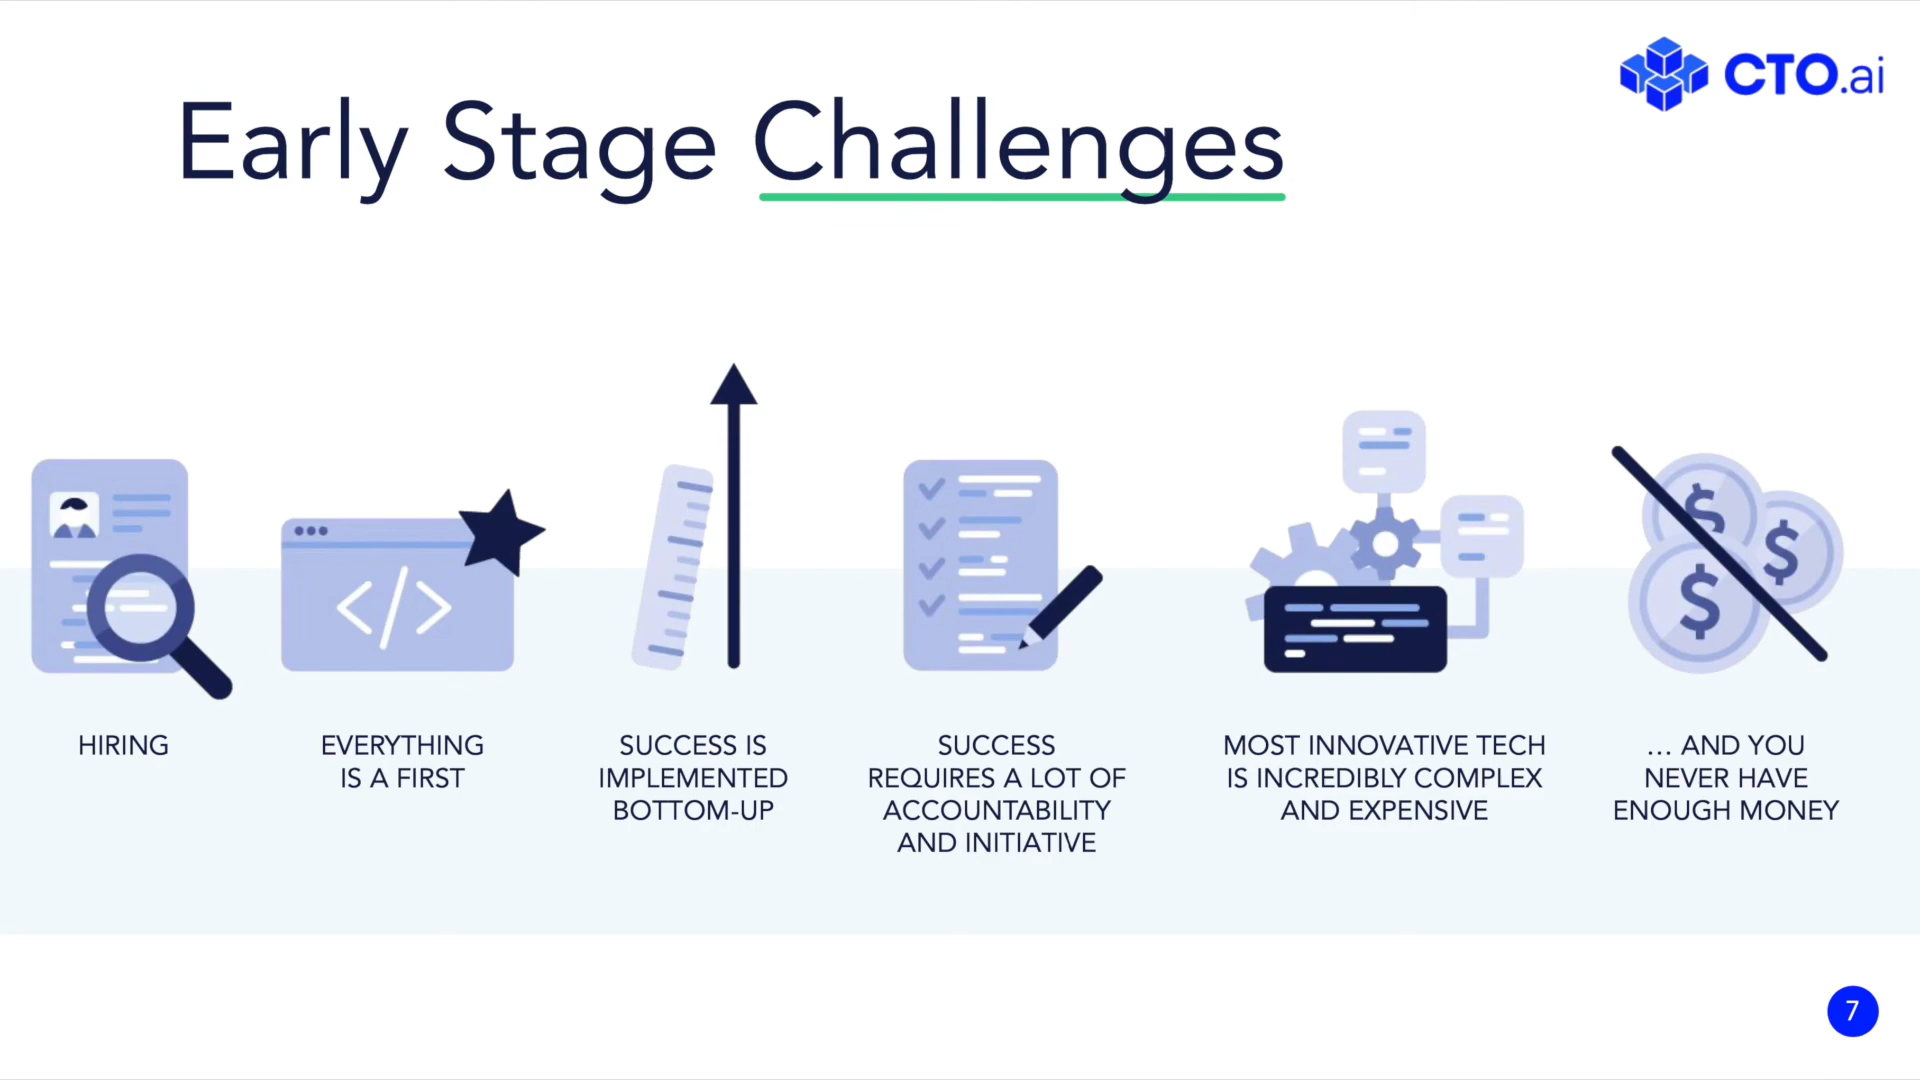 CTO.ai
Early Stage Challenges
HIRING
EVERYTHING
IS A FIRST
SUCCESS IS
IMPLEMENTED
BOTTOM-UP
SUCCESS
REQUIRES A LOT OF
ACCOUNTABILITY
AND INITIATIVE
MOST INNOVATIVE TECH
IS INCREDIBLY COMPLEX
AND EXPENSIVE
... AND YOU
NEVER HAVE
ENOUGH MONEY
7